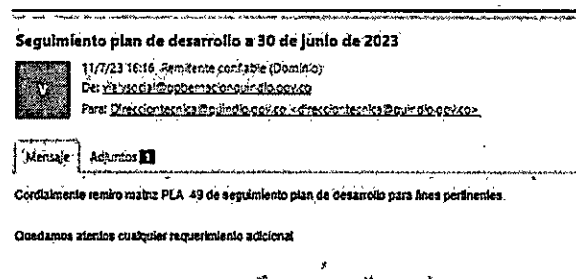 Seguimiento plan de desarrollo a 30 de junio de 2023
V
11/7/23 16:16 Remitente confiable (Dominio)
De:
Para: Direcciontecnica@quindio.gov.co <direcciontecnica@quindio.gov.co>
Mensaje Adjuntos 1
Cordialmente remiro matriz PLA 49 de seguimiento plan de desarrollo para fines pertinentes.
Quedamos atentos cualquier requerimiento adicional